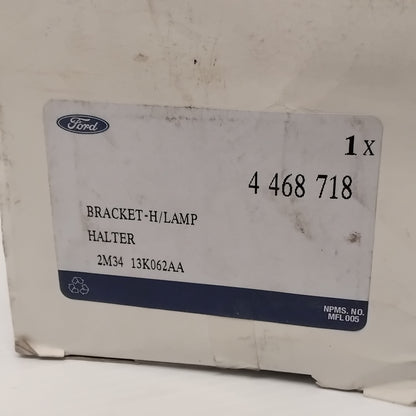 Ford
1 X
4 468 718
BRACKET-H/LAMP
HALTER
2M34 13K062AA
NPMS. NO.
MFL 005